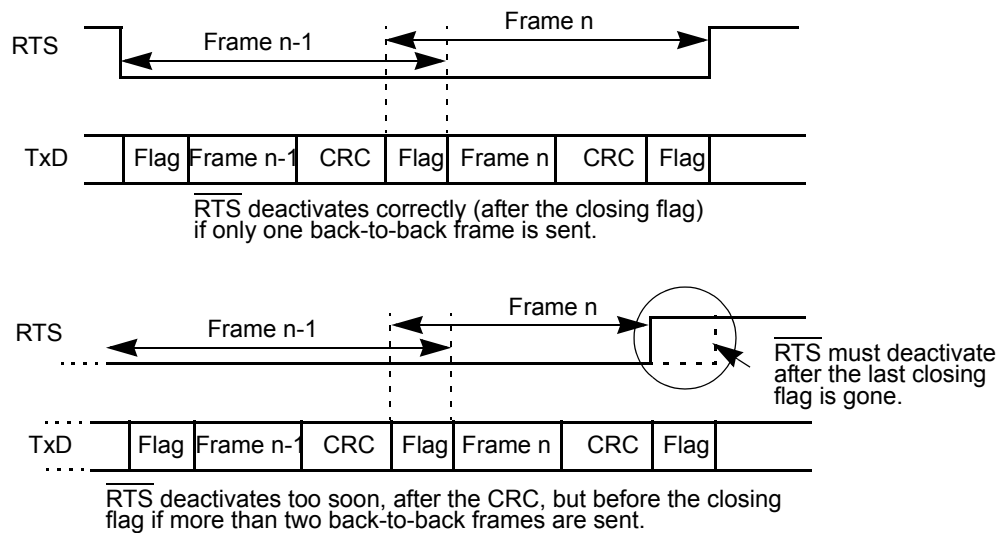 Frame n
RTS
Frame n-1
TxD
Flag Frame n-1 CRC Flag Frame n CRC Flag
RTS deactivates correctly (after the closing flag)
if only one back-to-back frame is sent.
Frame n
RTS
Frame n-1
RTS must deactivate
after the last closing
flag is gone.
TxD
Flag Frame n-1 CRC Flag Frame n CRC Flag
RTS deactivates too soon, after the CRC, but before the closing
flag if more than two back-to-back frames are sent.